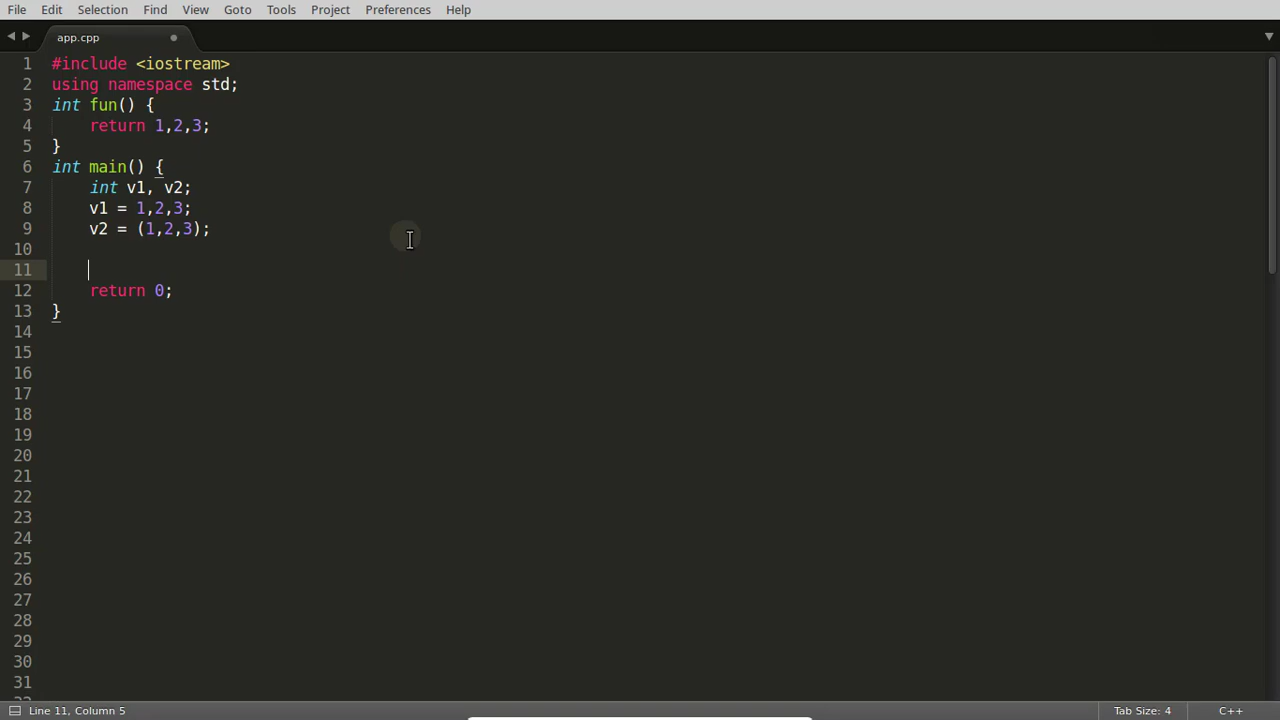 File Edit Selection Find View Goto Tools Project Preferences Help
app.cpp
1 #include <iostream>
2 using namespace std;
3 int fun() {
4 return 1,2,3;
5 }
6 int main() {
7 int v1, v2;
8 v1 = 1,2,3;
9 v2 = (1,2,3);
10
11
12 return 0;
13 }
14
15
16
17
18
19
20
21
22
23
24
25
26
27
28
29
30
31
Line 11, Column 5 Tab Size: 4 C++